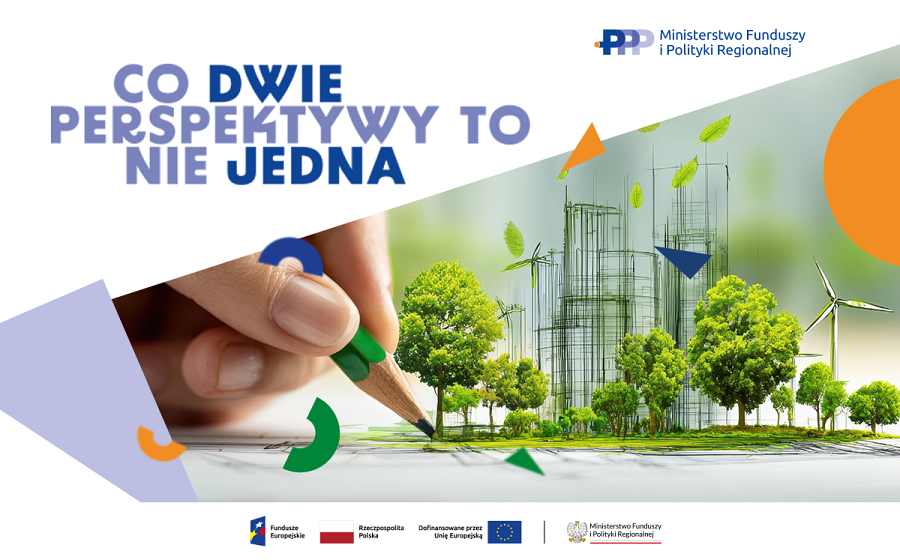 PPP
Ministerstwo Funduszy
i Polityki Regionalnej
CO DWIE
PERSPEKTYWY TO
NIE JEDNA
Fundusze
Europejskie
Rzeczpospolita
Polska
Dofinansowane przez
Unię Europejską
Ministerstwo Funduszy
i Polityki Regionalnej